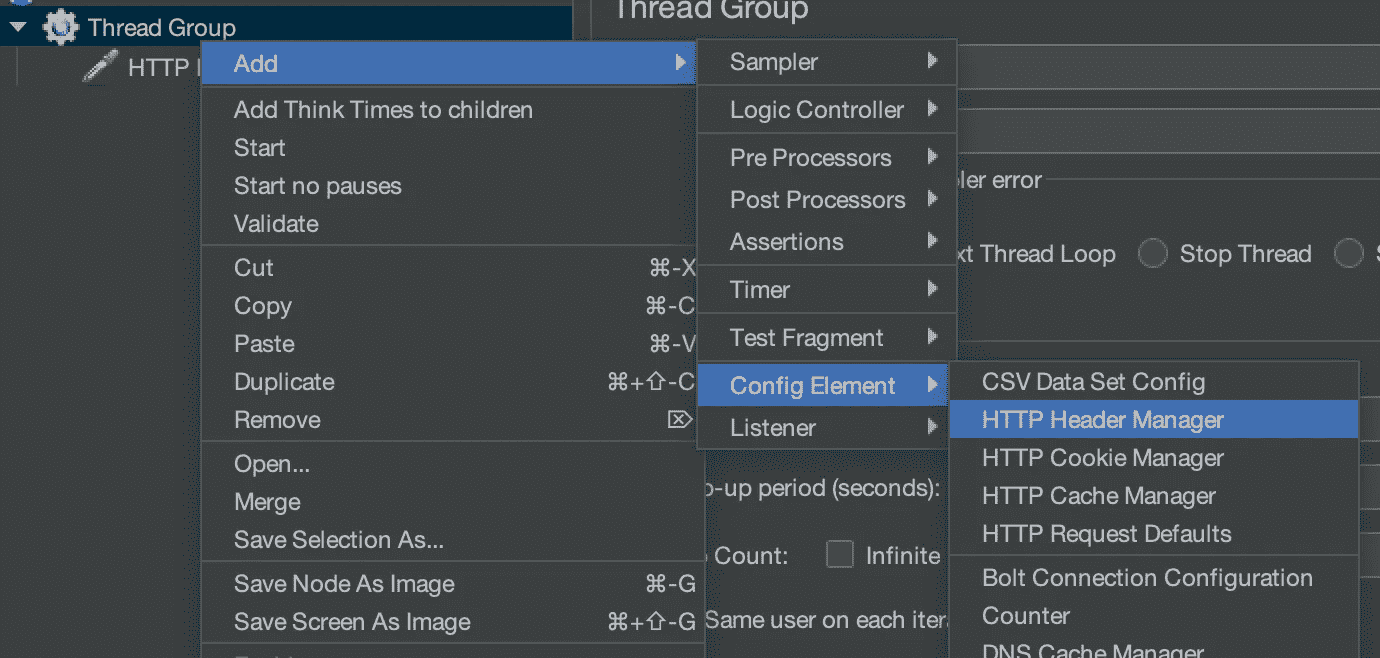 Thread Group
Thread Group
HTTP
Add
Add Think Times to children
Start
Start no pauses
Validate
Cut ⌘-X
Copy ⌘-C
Paste ⌘-V
Duplicate ⌘+⇧-C
Remove ⌦
Open...
Merge
Save Selection As...
Save Node As Image ⌘-G
Save Screen As Image ⌘+⇧-G
Sampler
Logic Controller
Pre Processors
Post Processors
Assertions
Timer
Test Fragment
Config Element
Listener
CSV Data Set Config
HTTP Header Manager
HTTP Cookie Manager
HTTP Cache Manager
HTTP Request Defaults
Bolt Connection Configuration
Counter
DNS Cache Manager
ler error
xt Thread Loop Stop Thread
p-up period (seconds):
Count: Infinite
Same user on each itera